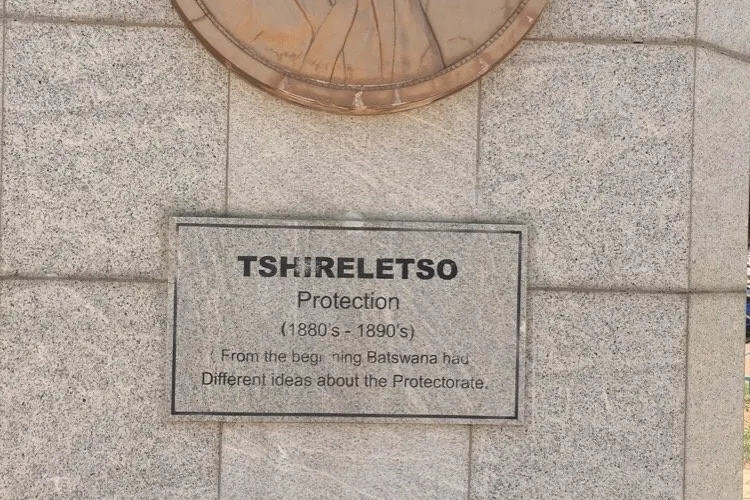 TSHIRELETSO
Protection
(1880's - 1890's)
From the beginning Batswana had
Different ideas about the Protectorate.